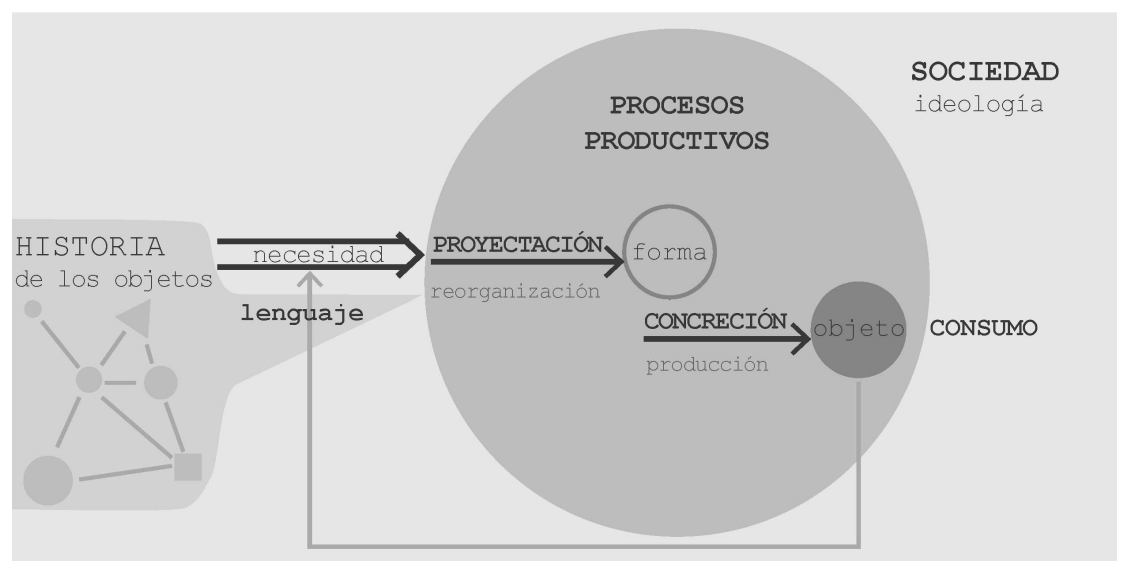 SOCIEDAD
ideología
PROCESOS
PRODUCTIVOS
HISTORIA
de los objetos
necesidad
lenguaje
PROYECTACIÓN
reorganización
forma
CONCRECIÓN
producción
objeto
CONSUMO